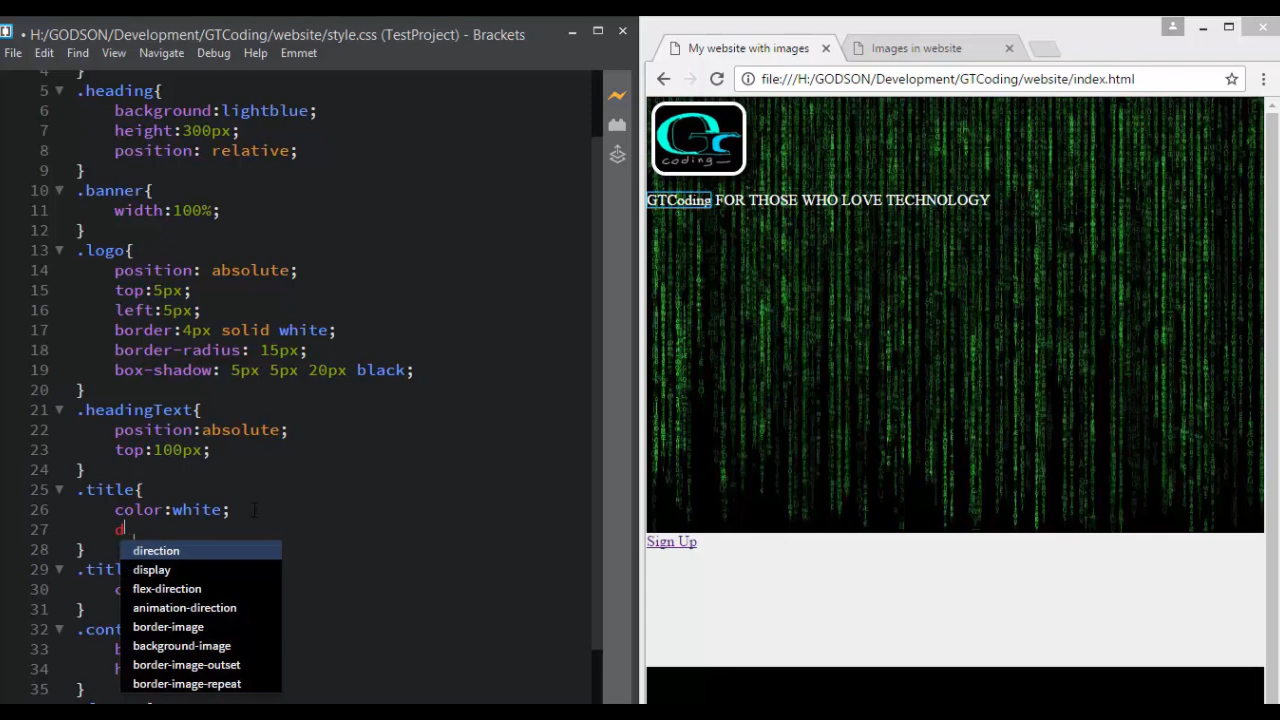 H:/GODSON/Development/GTCoding/website/style.css (TestProject) - Brackets
File Edit Find View Navigate Debug Help Emmet
4 }
5 .heading{
6 background:lightblue;
7 height:300px;
8 position: relative;
9 }
10 .banner{
11 width:100%;
12 }
13 .logo{
14 position: absolute;
15 top:5px;
16 left:5px;
17 border:4px solid white;
18 border-radius: 15px;
19 box-shadow: 5px 5px 20px black;
20 }
21 .headingText{
22 position:absolute;
23 top:100px;
24 }
25 .title{
26 color:white;
27 d
28 }
29 .titl
30 c
31 }
32 .cont
33 b
34 h
35 }
direction
display
flex-direction
animation-direction
border-image
background-image
border-image-outset
border-image-repeat
My website with images
Images in website
file:///H:/GODSON/Development/GTCoding/website/index.html
GTc
coding
GTCoding FOR THOSE WHO LOVE TECHNOLOGY
Sign Up